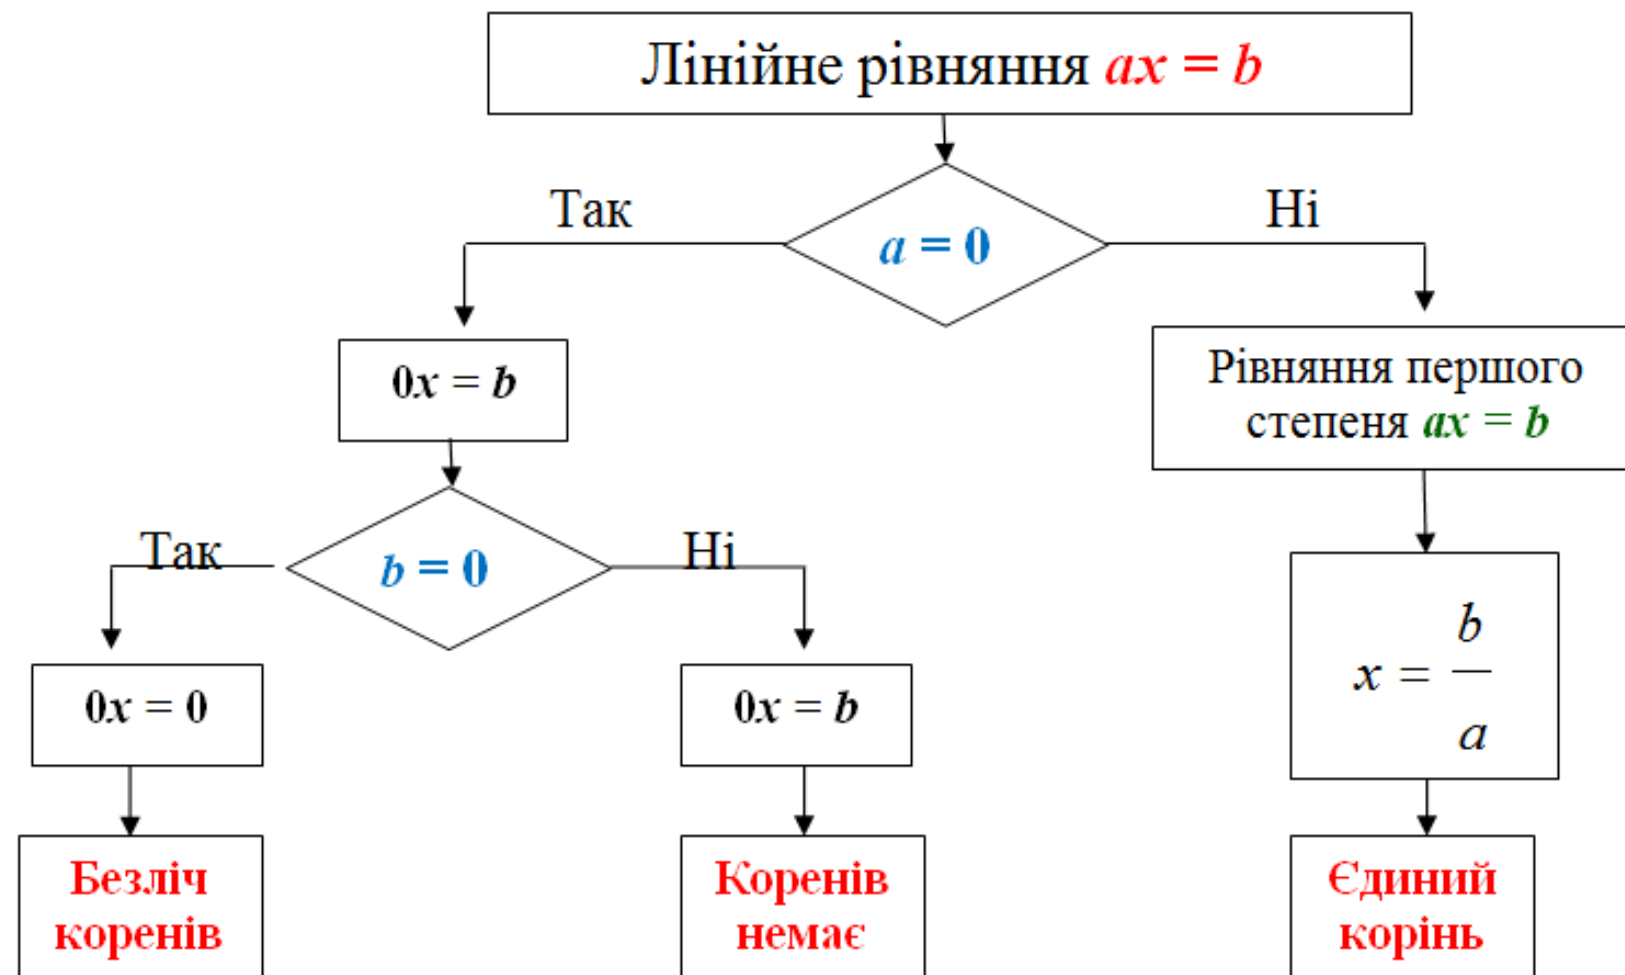 Лінійне рівняння ax = b
Так
Ні
a = 0
0x = b
Рівняння першого
степеня ax = b
Так
Ні
b = 0
x = b/a
0x = 0
0x = b
Безліч
коренів
Коренів
немає
Єдиний
корінь